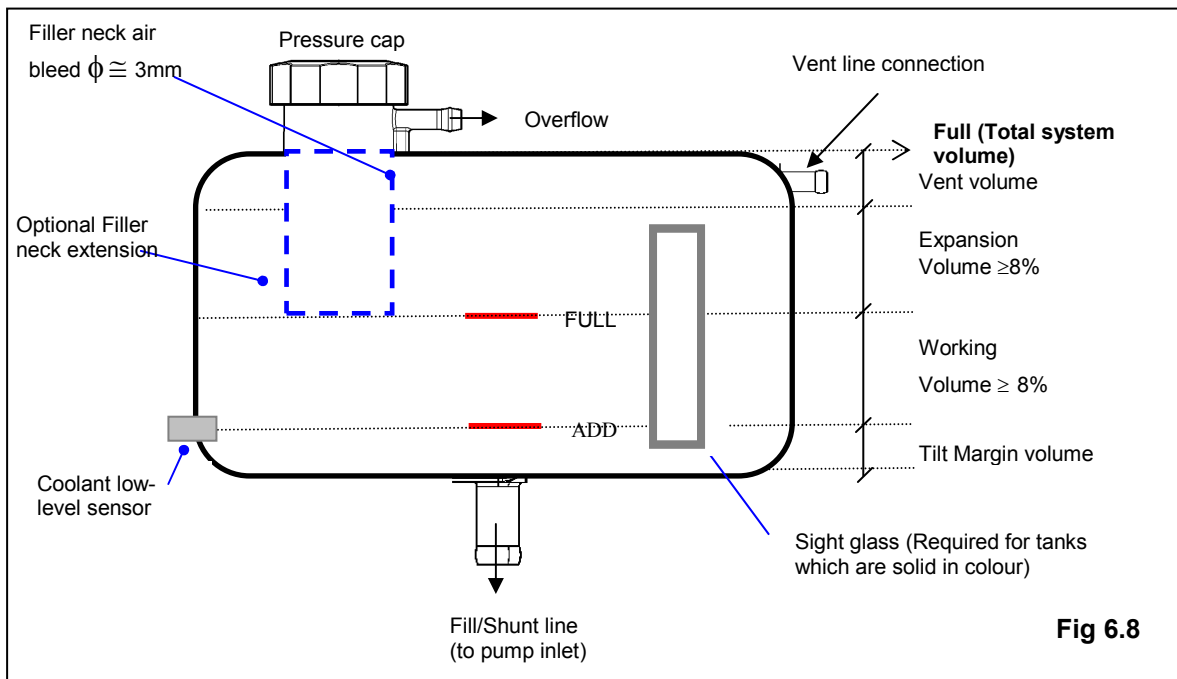 Filler neck air
bleed ϕ ≅ 3mm
Pressure cap
Vent line connection
Overflow
Full (Total system
volume)
Vent volume
Optional Filler
neck extension
Expansion
Volume ≥8%
FULL
Working
Volume ≥ 8%
ADD
Tilt Margin volume
Coolant low-
level sensor
Sight glass (Required for tanks
which are solid in colour)
Fill/Shunt line
(to pump inlet)
Fig 6.8